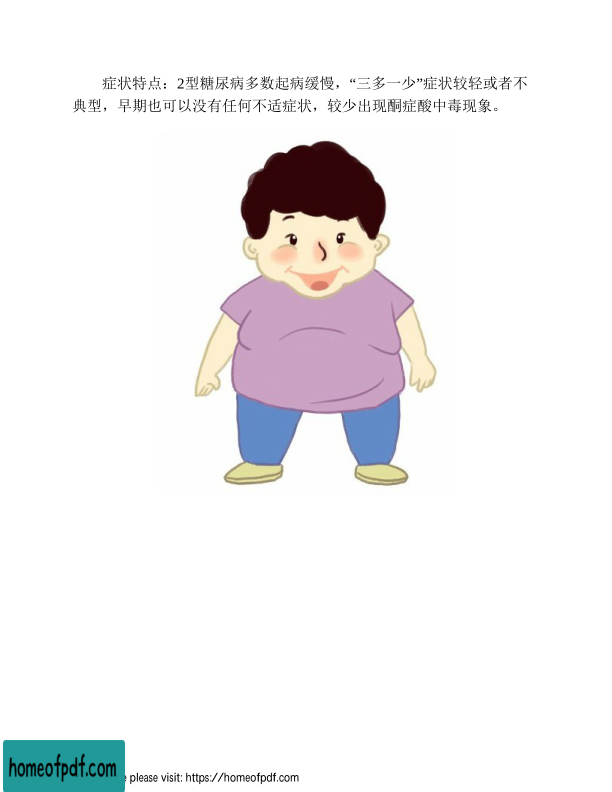 症状特点：2型糖尿病多数起病缓慢，“三多一少”症状较轻或者不
典型，早期也可以没有任何不适症状，较少出现酮症酸中毒现象。
homeofpdf.com
e please visit: https://homeofpdf.com